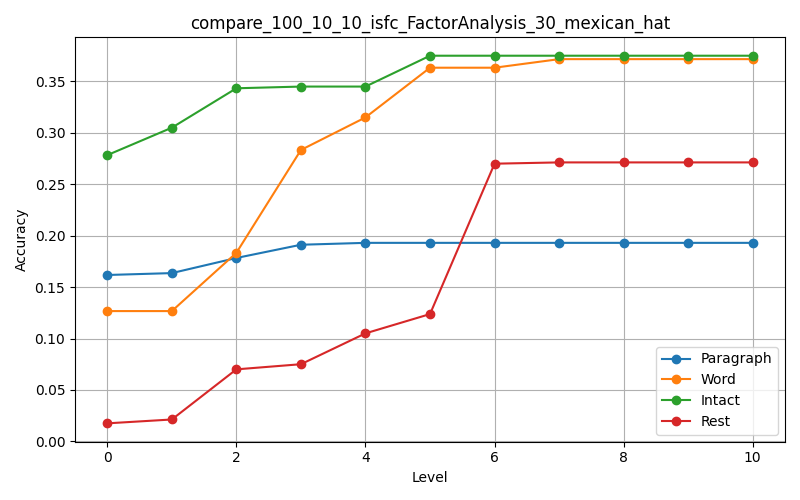 compare_100_10_10_isfc_FactorAnalysis_30_mexican_hat
Accuracy
0.35
0.30
0.25
0.20
0.15
0.10
0.05
0.00
Paragraph
Word
Intact
Rest
0 2 4 6 8 10
Level